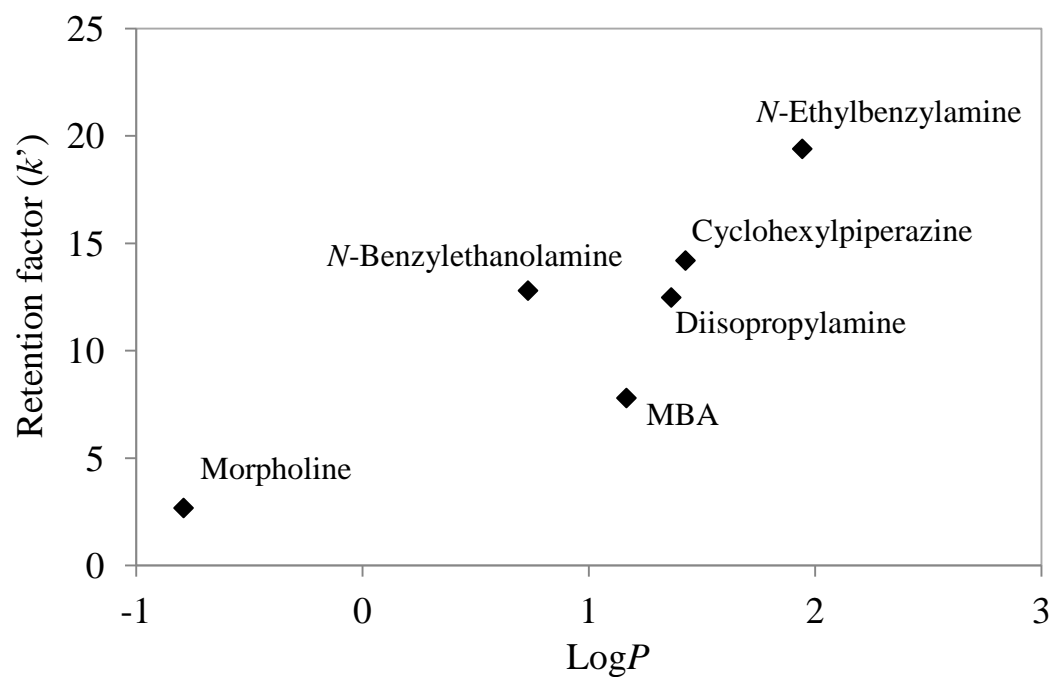 25
20
15
10
5
0
Retention factor (k’)
N-Ethylbenzylamine
Cyclohexylpiperazine
N-Benzylethanolamine
Diisopropylamine
MBA
Morpholine
-1 0 1 2 3
LogP